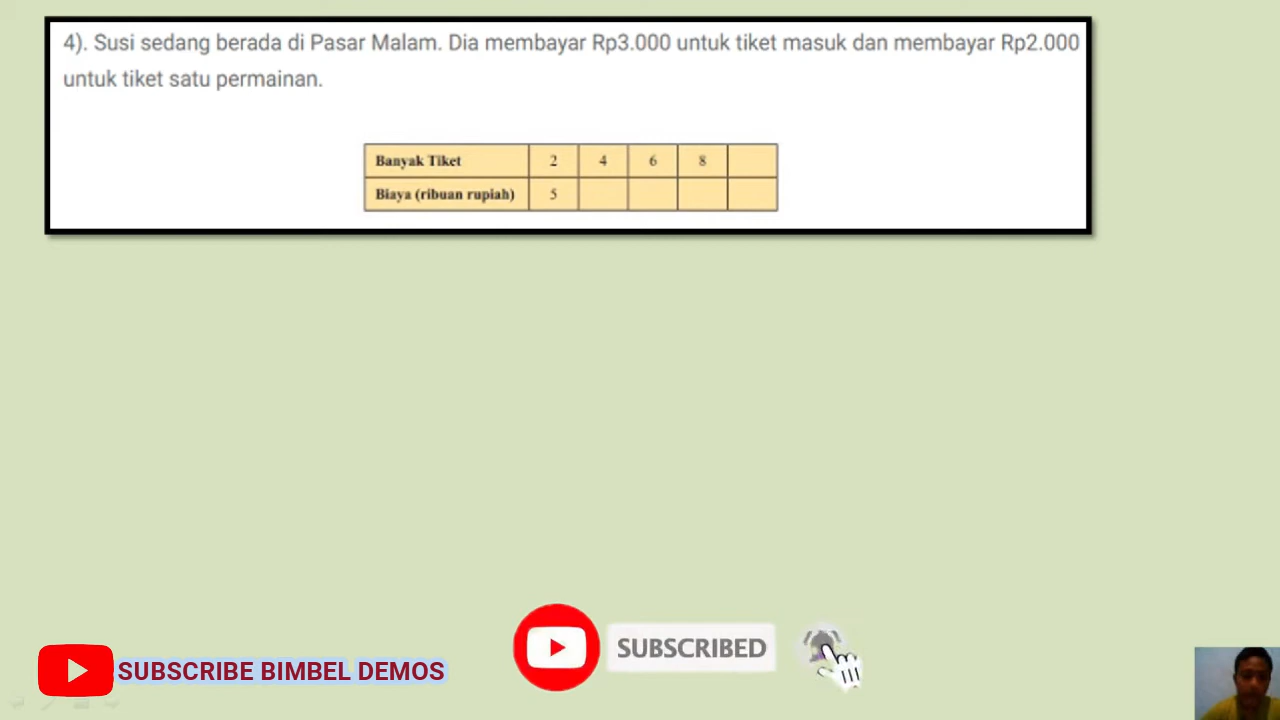 4). Susi sedang berada di Pasar Malam. Dia membayar Rp3.000 untuk tiket masuk dan membayar Rp2.000
untuk tiket satu permainan.
Banyak Tiket 2 4 6 8
Biaya (ribuan rupiah) 5
SUBSCRIBED
SUBSCRIBE BIMBEL DEMOS